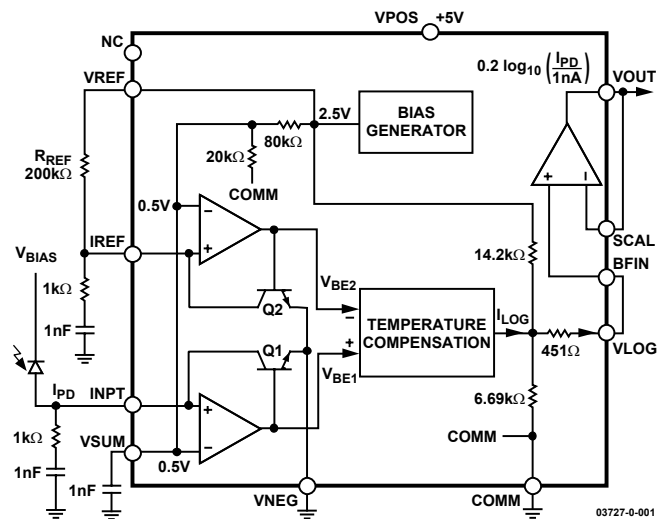 VPOS
+5V
NC
0.2 log10 (IPD/1nA)
VOUT
VREF
2.5V
BIAS
GENERATOR
80kΩ
RREF
200kΩ
20kΩ
COMM
+
–
0.5V
–
SCAL
IREF
+
14.2kΩ
BFIN
VBIAS
VBE2
1kΩ
–
ILOG
Q2
TEMPERATURE
COMPENSATION
1nF
Q1
+
451Ω
VLOG
VBE1
IPD
INPT
+
6.69kΩ
1kΩ
VSUM
COMM
0.5V
–
1nF
1nF
VNEG
COMM
03727-0-001